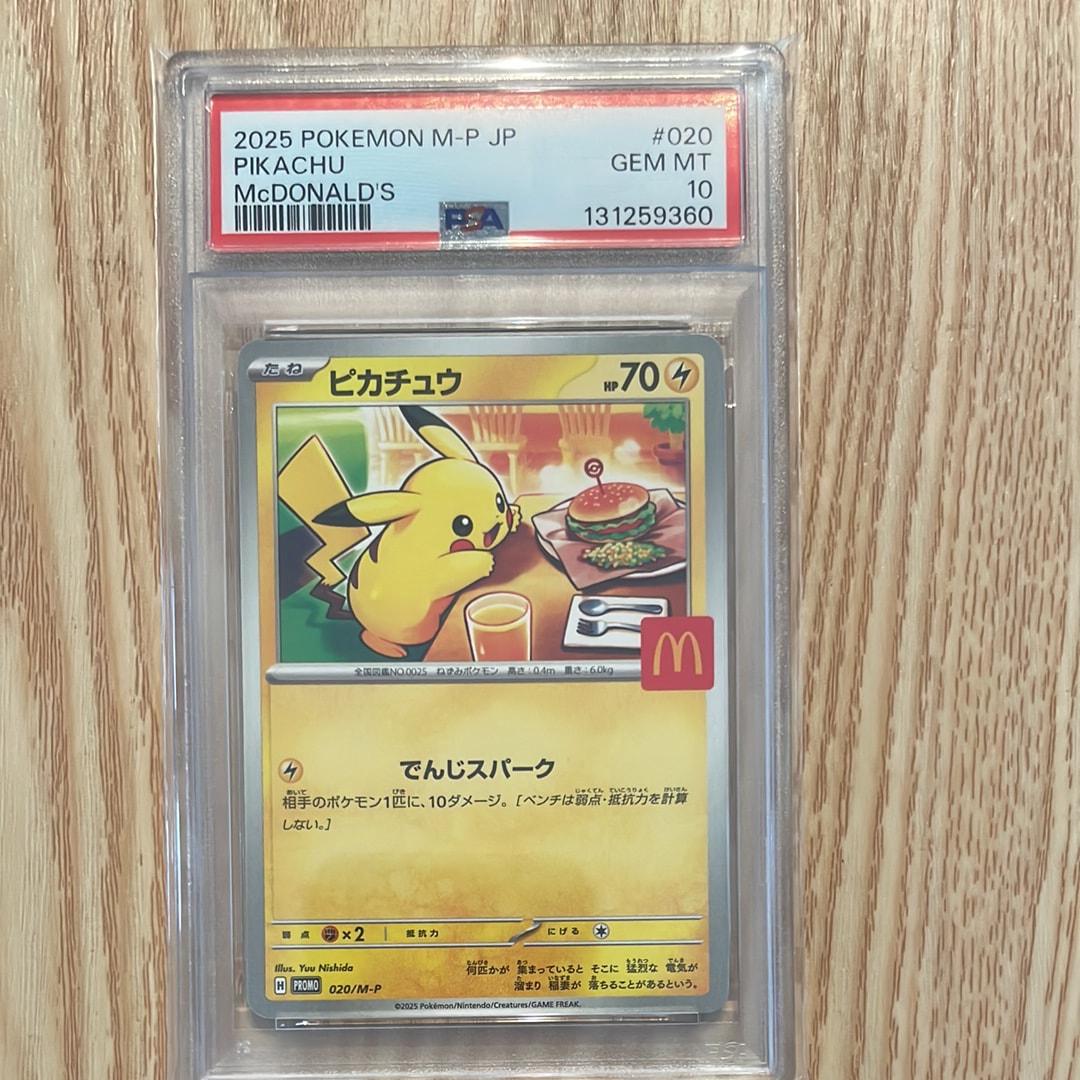 2025 POKEMON M-P JP #020
PIKACHU GEM MT
McDONALD'S 10
PSA 131259360
たね ピカチュウ HP70
全国図鑑NO.0025 ねずみポケモン 高さ:0.4m 重さ:6.0kg
M
でんじスパーク
相手のポケモン1匹に、10ダメージ。[ベンチは弱点・抵抗力を計算
しない。]
弱点 ×2 抵抗力 にげる
Illus. Yuu Nishida
何匹かが 集まっていると そこに 猛烈な 電気が
溜まり 稲妻が 落ちることがあるという。
H PROMO 020/M-P
©2025 Pokémon/Nintendo/Creatures/GAME FREAK.